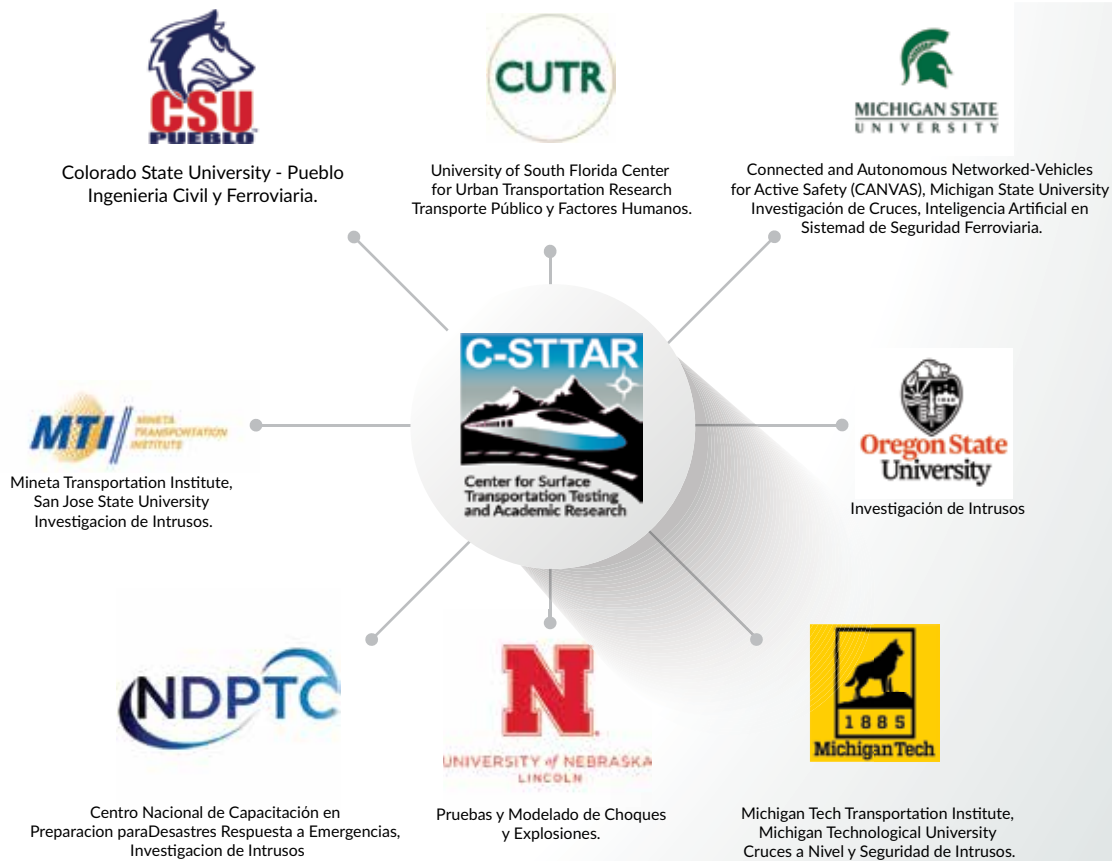 CSU
PUEBLO
Colorado State University - Pueblo
Ingenieria Civil y Ferroviaria.
CUTR
University of South Florida Center
for Urban Transportation Research
Transporte Público y Factores Humanos.
MICHIGAN STATE
UNIVERSITY
Connected and Autonomous Networked-Vehicles
for Active Safety (CANVAS), Michigan State University
Investigación de Cruces, Inteligencia Artificial en
Sistemad de Seguridad Ferroviaria.
MTI
MINETA
TRANSPORTATION
INSTITUTE
Mineta Transportation Institute,
San Jose State University
Investigacion de Intrusos.
C-STTAR
Center for Surface
Transportation Testing
and Academic Research
Oregon State
University
Investigación de Intrusos
NDPTC
Centro Nacional de Capacitación en
Preparacion paraDesastres Respuesta a Emergencias,
Investigacion de Intrusos
N
UNIVERSITY of NEBRASKA
LINCOLN
Pruebas y Modelado de Choques
y Explosiones.
1885
Michigan Tech
Michigan Tech Transportation Institute,
Michigan Technological University
Cruces a Nivel y Seguridad de Intrusos.